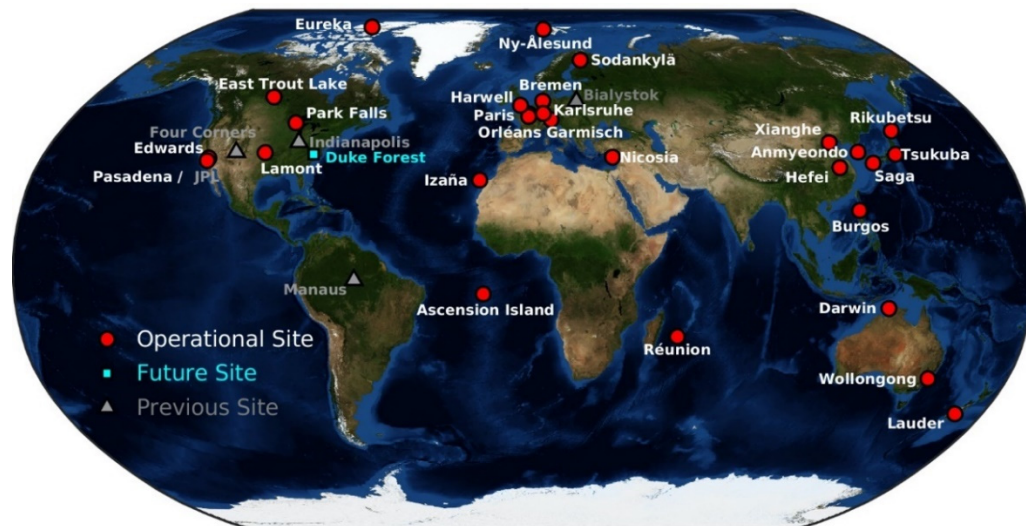 Eureka
Ny-Ålesund
Sodankylä
East Trout Lake
Bremen
Harwell
Bialystok
Park Falls
Karlsruhe
Paris
Rikubetsu
Four Corners
Indianapolis
Orléans Garmisch
Xianghe
Edwards
Duke Forest
Nicosia
Anmyeondo
Tsukuba
Lamont
Pasadena / JPL
Izaña
Hefei
Saga
Burgos
Manaus
Ascension Island
Darwin
Operational Site
Réunion
Future Site
Wollongong
Previous Site
Lauder